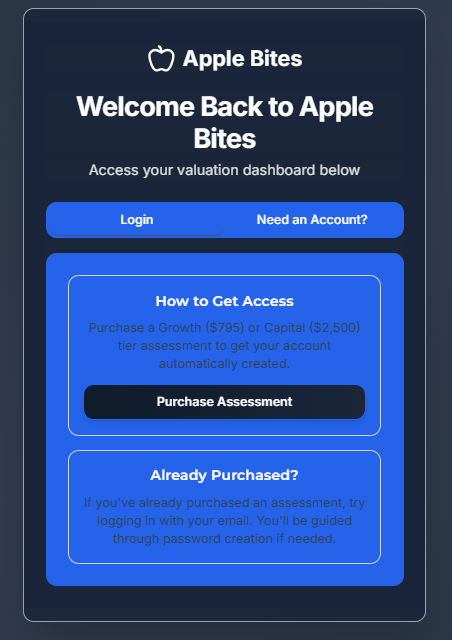 Apple Bites
Welcome Back to Apple
Bites
Access your valuation dashboard below
Login
Need an Account?
How to Get Access
Purchase a Growth ($795) or Capital ($2,500)
tier assessment to get your account
automatically created.
Purchase Assessment
Already Purchased?
If you've already purchased an assessment, try
logging in with your email. You'll be guided
through password creation if needed.